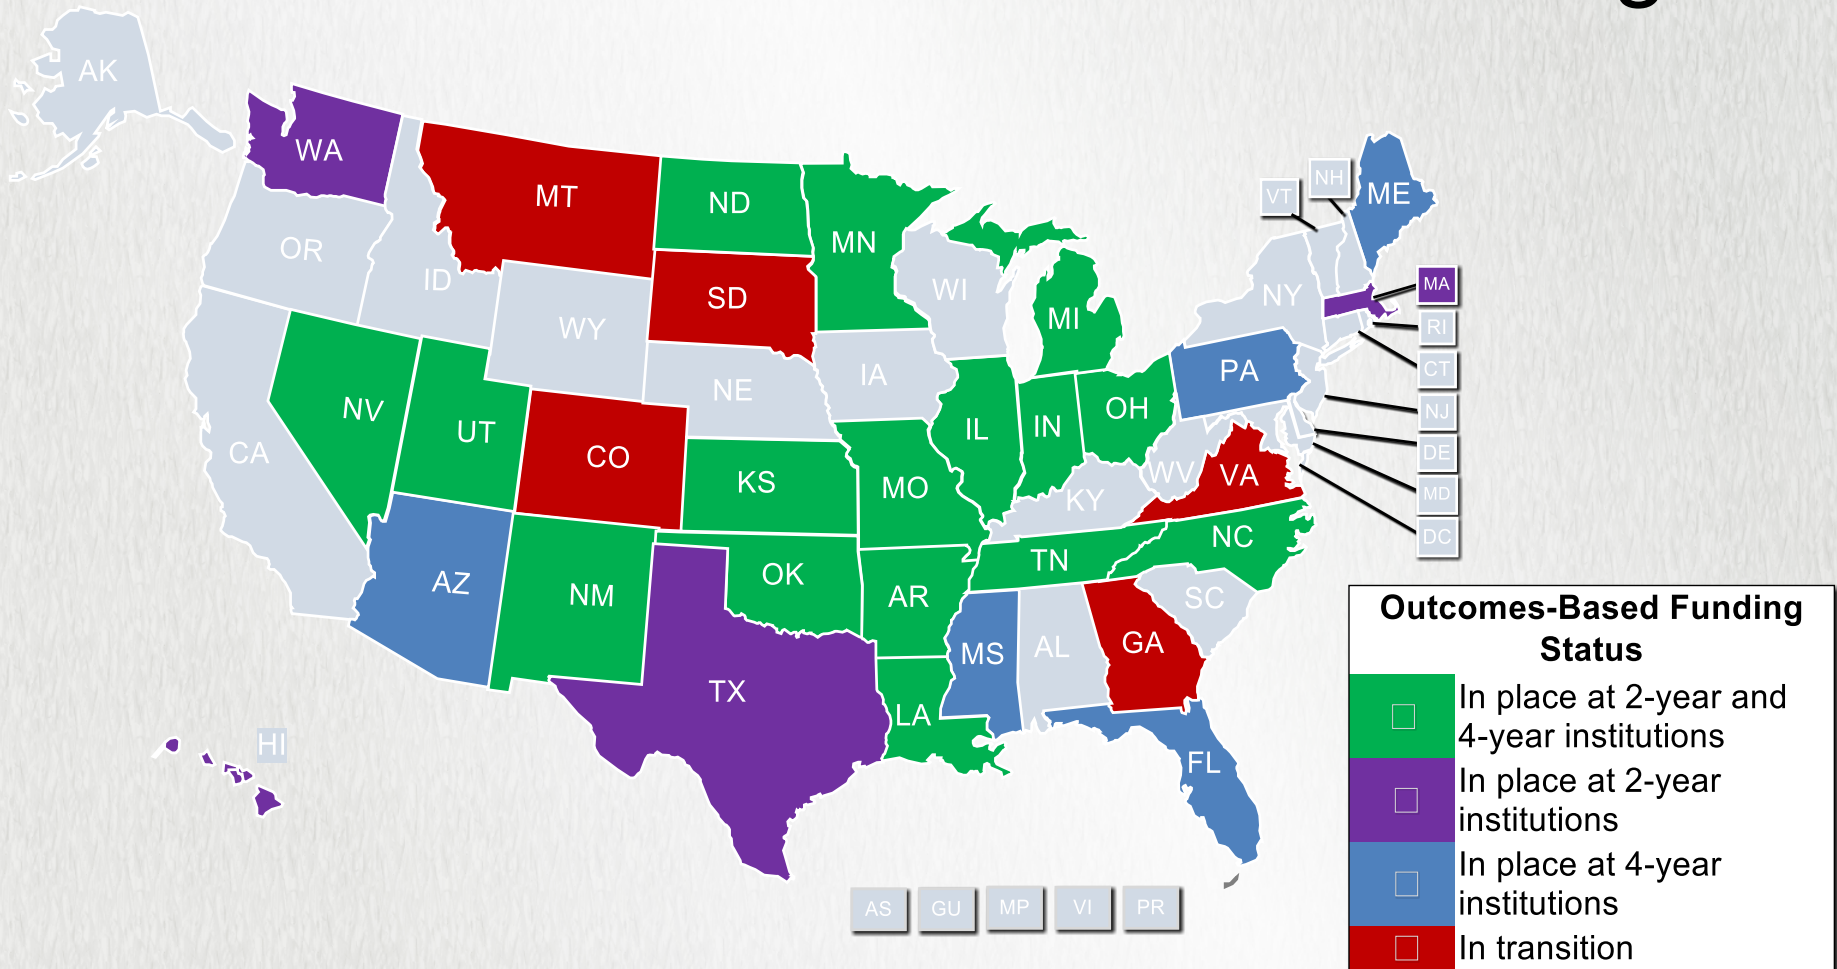 AK
WA
MT
ND
MN
OR
ID
SD
WI
WY
MI
NE
IA
NV
UT
CO
KS
MO
IL
IN
OH
CA
KY
WV
VA
PA
NY
VT
NH
ME
MA
RI
CT
NJ
DE
MD
DC
AZ
NM
OK
AR
TN
NC
SC
MS
AL
GA
TX
LA
FL
HI
AS
GU
MP
VI
PR
Outcomes-Based Funding
Status
In place at 2-year and
4-year institutions
In place at 2-year
institutions
In place at 4-year
institutions
In transition